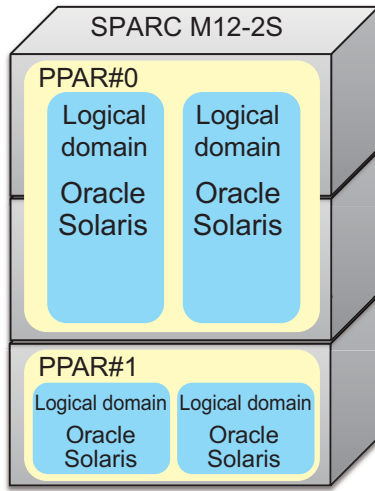 SPARC M12-2S
PPAR#0
Logical
domain
Oracle
Solaris
Logical
domain
Oracle
Solaris
PPAR#1
Logical domain
Oracle
Solaris
Logical domain
Oracle
Solaris